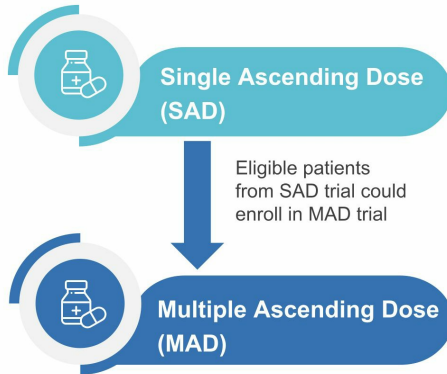 Single Ascending Dose
(SAD)
Eligible patients
from SAD trial could
enroll in MAD trial
Multiple Ascending Dose
(MAD)